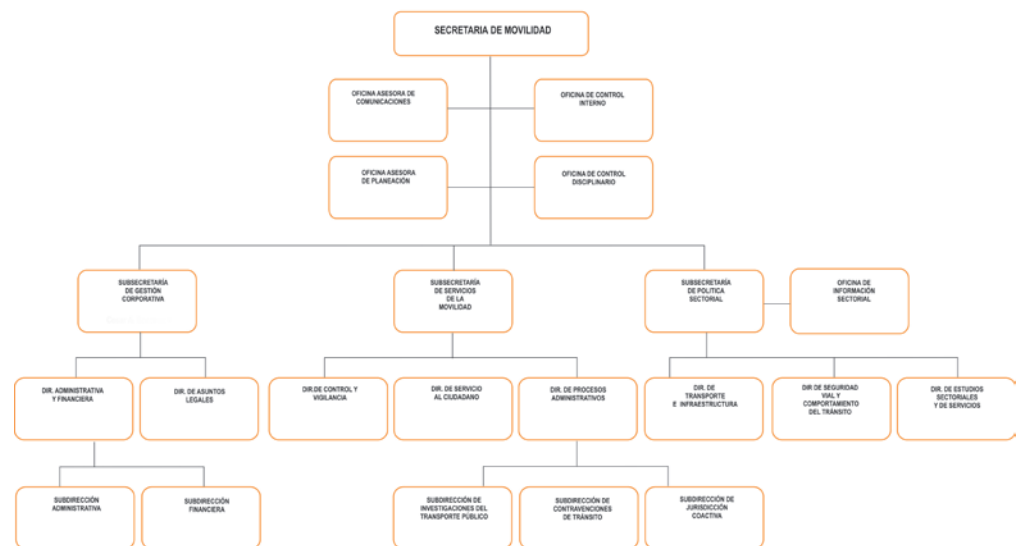 SECRETARIA DE MOVILIDAD
OFICINA ASESORA DE
COMUNICACIONES
OFICINA DE CONTROL
INTERNO
OFICINA ASESORA
DE PLANEACIÓN
OFICINA DE CONTROL
DISCIPLINARIO
SUBSECRETARÍA
DE GESTIÓN
CORPORATIVA
SUBSECRETARÍA
DE SERVICIOS
DE LA
MOVILIDAD
SUBSECRETARÍA
DE POLITICA
SECTORIAL
OFICINA DE
INFORMACIÓN
SECTORIAL
DIR. ADMINISTRATIVA
Y FINANCIERA
DIR. DE ASUNTOS
LEGALES
DIR.DE CONTROL Y
VIGILANCIA
DIR. DE SERVICIO
AL CIUDADANO
DIR. DE PROCESOS
ADMINISTRATIVOS
DIR. DE
TRANSPORTE
E INFRAESTRUCTURA
DIR DE SEGURIDAD
VIAL Y
COMPORTAMIENTO
DEL TRÁNSITO
DIR. DE ESTUDIOS
SECTORIALES
Y DE SERVICIOS
SUBDIRECCIÓN
ADMINISTRATIVA
SUBDIRECCIÓN
FINANCIERA
SUBDIRECCIÓN DE
INVESTIGACIONES DEL
TRANSPORTE PÚBLICO
SUBDIRECCIÓN DE
CONTRAVENCIONES
DE TRÁNSITO
SUBDIRECCIÓN DE
JURISDICCIÓN
COACTIVA